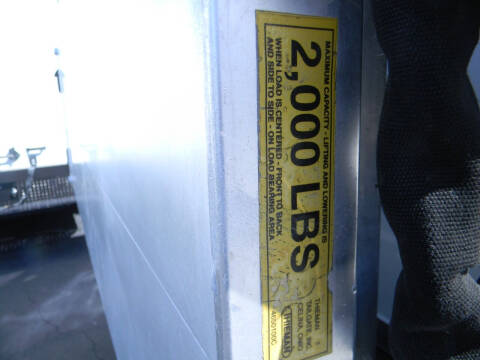 MAXIMUM CAPACITY - LIFTING AND LOWERING IS
2,000 LBS
WHEN LOAD IS CENTERED - FRONT TO BACK
AND SIDE TO SIDE - ON LOAD BEARING AREA
THIEMAN
TAILGATES, INC.
CELINA, OHIO
THIEMAN